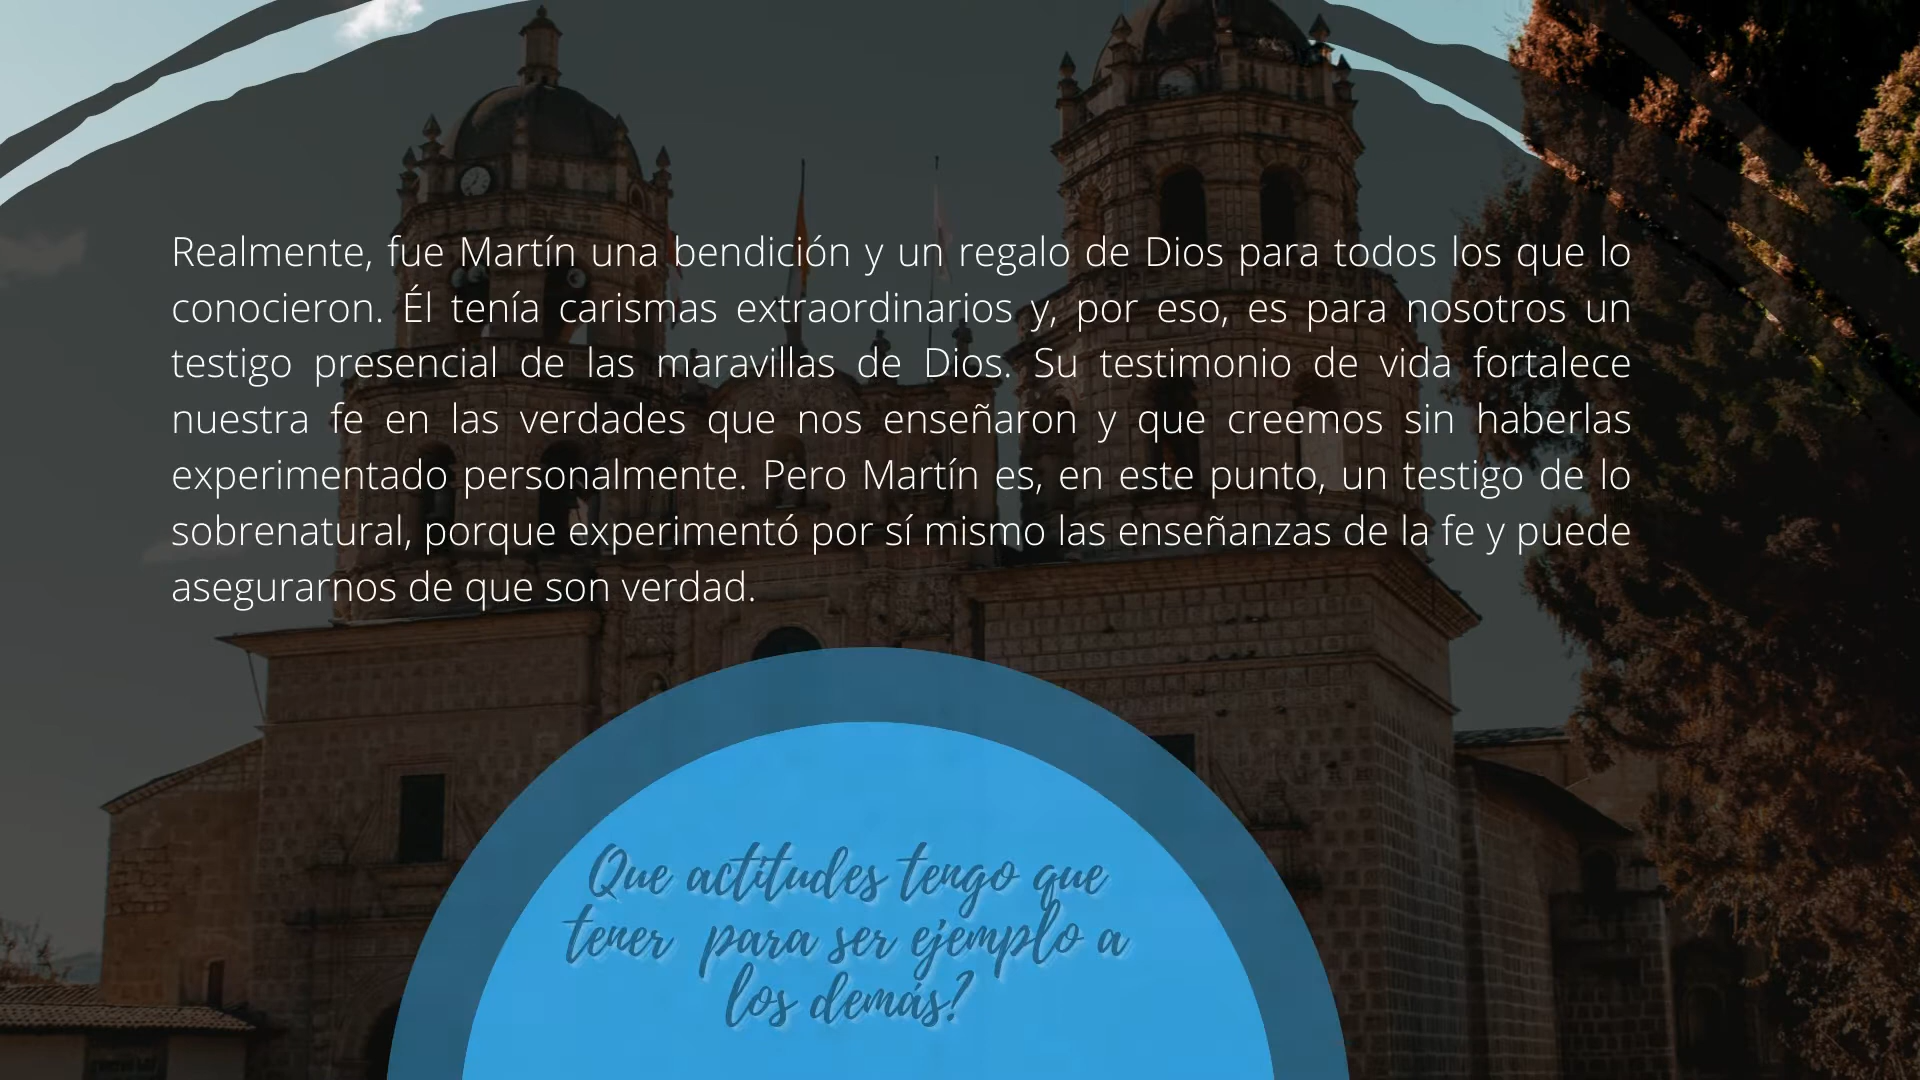 Realmente, fue Martín una bendición y un regalo de Dios para todos los que lo
conocieron. Él tenía carismas extraordinarios y, por eso, es para nosotros un
testigo presencial de las maravillas de Dios. Su testimonio de vida fortalece
nuestra fe en las verdades que nos enseñaron y que creemos sin haberlas
experimentado personalmente. Pero Martín es, en este punto, un testigo de lo
sobrenatural, porque experimentó por sí mismo las enseñanzas de la fe y puede
asegurarnos de que son verdad.
Que actitudes tengo que
tener para ser ejemplo a
los demás?